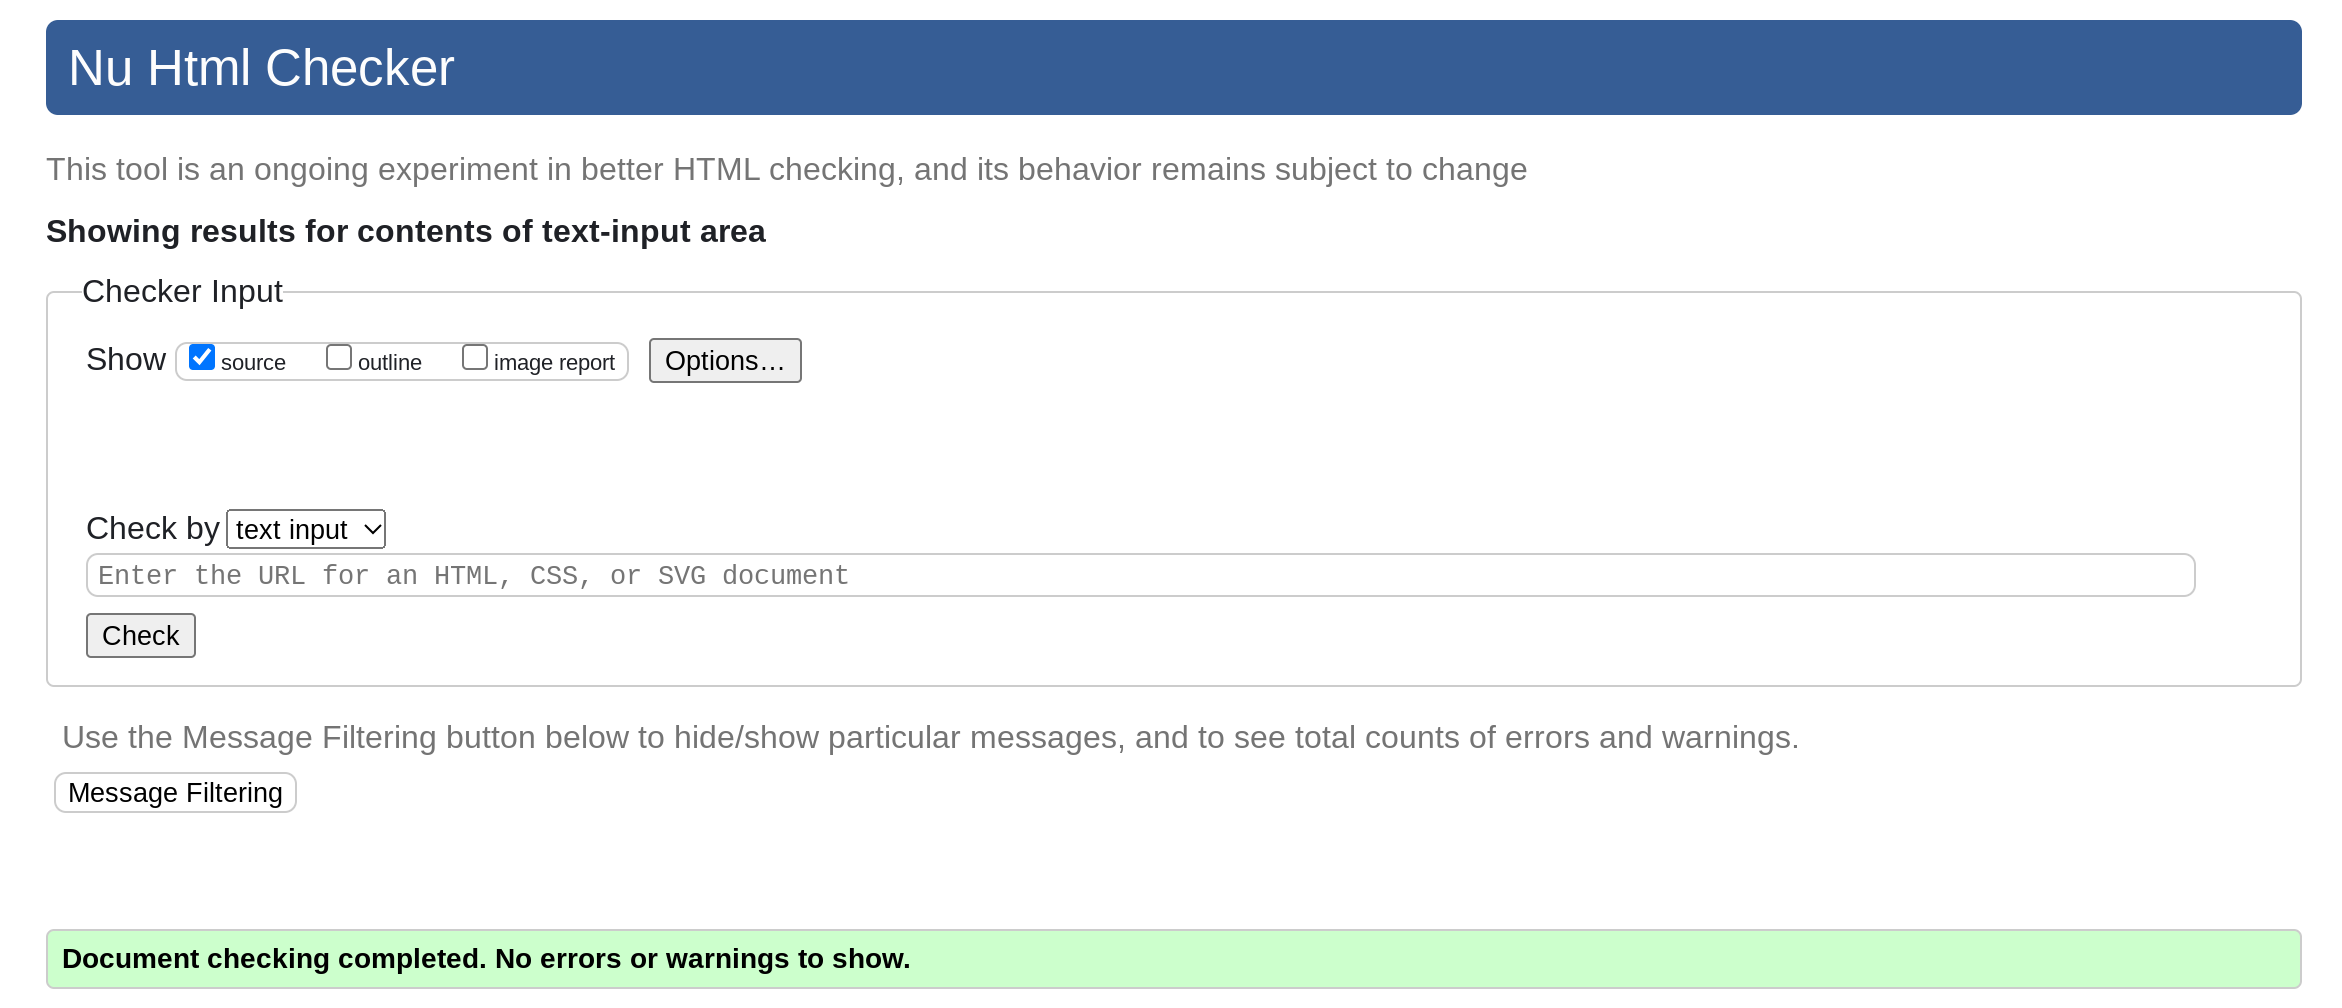 Nu Html Checker
This tool is an ongoing experiment in better HTML checking, and its behavior remains subject to change
Showing results for contents of text-input area
Checker Input
Show source outline image report Options…
Check by text input
Enter the URL for an HTML, CSS, or SVG document
Check
Use the Message Filtering button below to hide/show particular messages, and to see total counts of errors and warnings.
Message Filtering
Document checking completed. No errors or warnings to show.